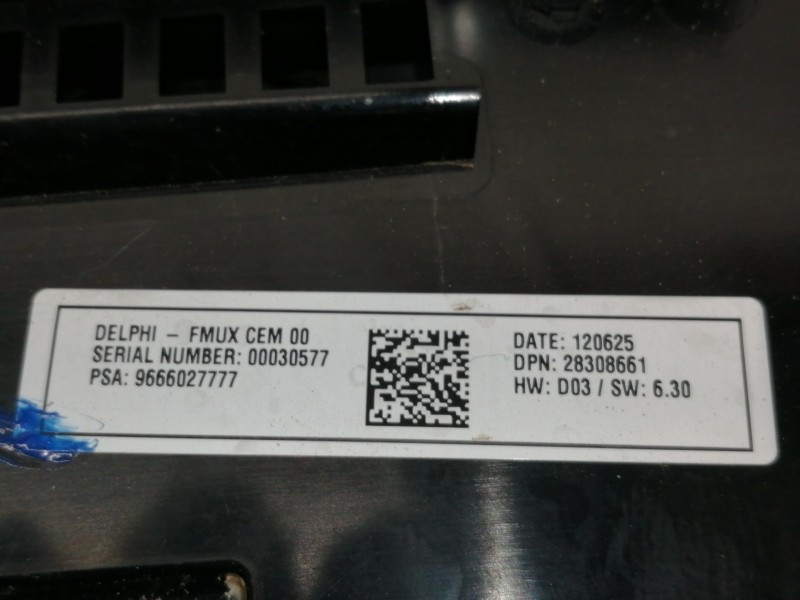 DELPHI – FMUX CEM 00
SERIAL NUMBER: 00030577
PSA: 9666027777
DATE: 120625
DPN: 28308661
HW: D03 / SW: 6.30